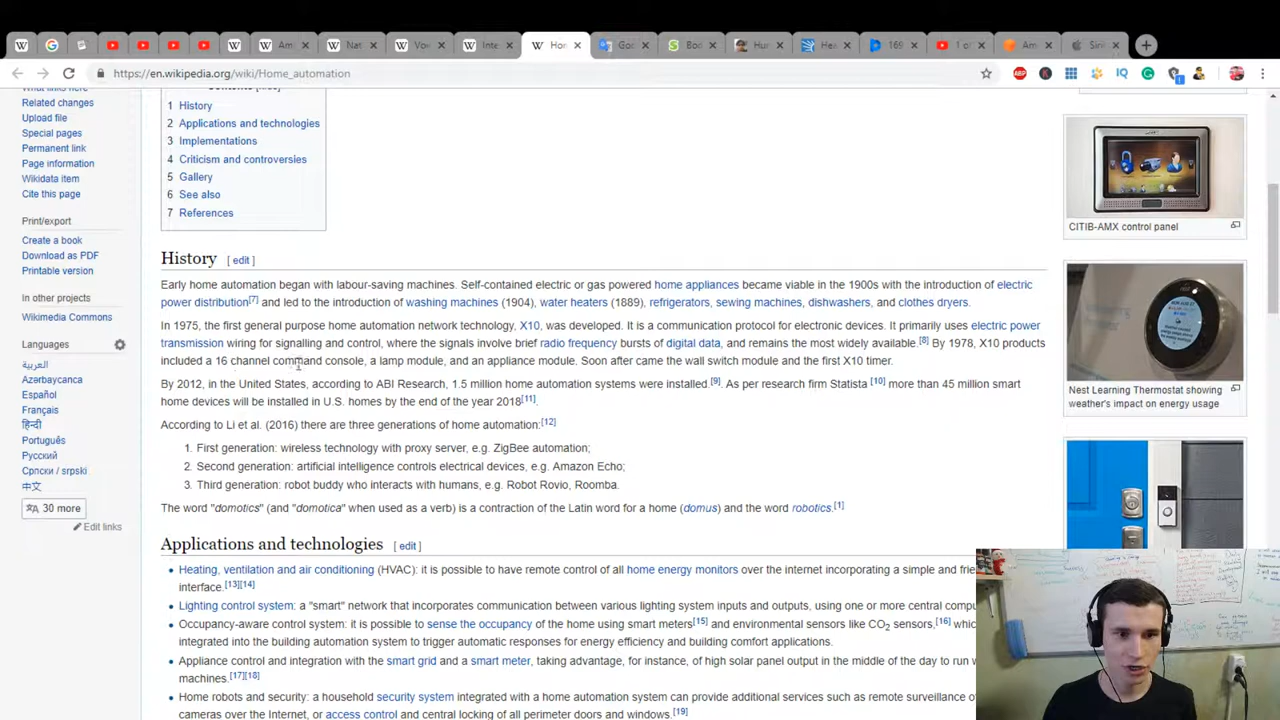 Am
Nat
Vo
Inte
Ho
Goo
Bod
Hur
Hea
169
1 o
Am
Siri
https://en.wikipedia.org/wiki/Home_automation
ABP
K
IQ
1
What links here
Related changes
Upload file
Special pages
Permanent link
Page information
Wikidata item
Cite this page
Print/export
Create a book
Download as PDF
Printable version
In other projects
Wikimedia Commons
Languages
العربية
Azərbaycanca
Español
Français
हिन्दी
Português
Русский
Српски / srpski
中文
30 more
Edit links
Contents [hide]
1 History
2 Applications and technologies
3 Implementations
4 Criticism and controversies
5 Gallery
6 See also
7 References
History [ edit ]
Early home automation began with labour-saving machines. Self-contained electric or gas powered home appliances became viable in the 1900s with the introduction of electric
power distribution[7] and led to the introduction of washing machines (1904), water heaters (1889), refrigerators, sewing machines, dishwashers, and clothes dryers.
In 1975, the first general purpose home automation network technology, X10, was developed. It is a communication protocol for electronic devices. It primarily uses electric power
transmission wiring for signalling and control, where the signals involve brief radio frequency bursts of digital data, and remains the most widely available.[8] By 1978, X10 products
included a 16 channel command console, a lamp module, and an appliance module. Soon after came the wall switch module and the first X10 timer.
By 2012, in the United States, according to ABI Research, 1.5 million home automation systems were installed.[9] As per research firm Statista [10] more than 45 million smart
home devices will be installed in U.S. homes by the end of the year 2018[11].
According to Li et al. (2016) there are three generations of home automation:[12]
1. First generation: wireless technology with proxy server, e.g. ZigBee automation;
2. Second generation: artificial intelligence controls electrical devices, e.g. Amazon Echo;
3. Third generation: robot buddy who interacts with humans, e.g. Robot Rovio, Roomba.
The word "domotics" (and "domotica" when used as a verb) is a contraction of the Latin word for a home (domus) and the word robotics.[1]
Applications and technologies [ edit ]
Heating, ventilation and air conditioning (HVAC): it is possible to have remote control of all home energy monitors over the internet incorporating a simple and frie
interface.[13][14]
Lighting control system: a "smart" network that incorporates communication between various lighting system inputs and outputs, using one or more central compu
Occupancy-aware control system: it is possible to sense the occupancy of the home using smart meters[15] and environmental sensors like CO2 sensors,[16] whic
integrated into the building automation system to trigger automatic responses for energy efficiency and building comfort applications.
Appliance control and integration with the smart grid and a smart meter, taking advantage, for instance, of high solar panel output in the middle of the day to run w
machines.[17][18]
Home robots and security: a household security system integrated with a home automation system can provide additional services such as remote surveillance o
cameras over the Internet, or access control and central locking of all perimeter doors and windows.[19]
CITIB-AMX control panel
Nest Learning Thermostat showing
weather's impact on energy usage